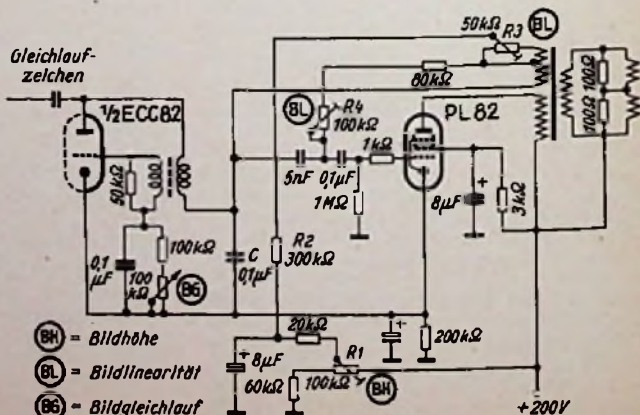 Gleichlauf-
zeichen
½ECC82
50kΩ
0,1
µF
100
kΩ
100kΩ
BG
BL
R4
100kΩ
5nF
0,1µF
1MΩ
1kΩ
C
0,1µF
R2
300kΩ
50kΩ
R3
BL
80kΩ
PL 82
8µF
+
3kΩ
100Ω
100Ω
20kΩ
+
8µF
60kΩ
R1
100kΩ
BH
+
200kΩ
+200V
BH = Bildhöhe
BL = Bildlinearität
BG = Bildgleichlauf